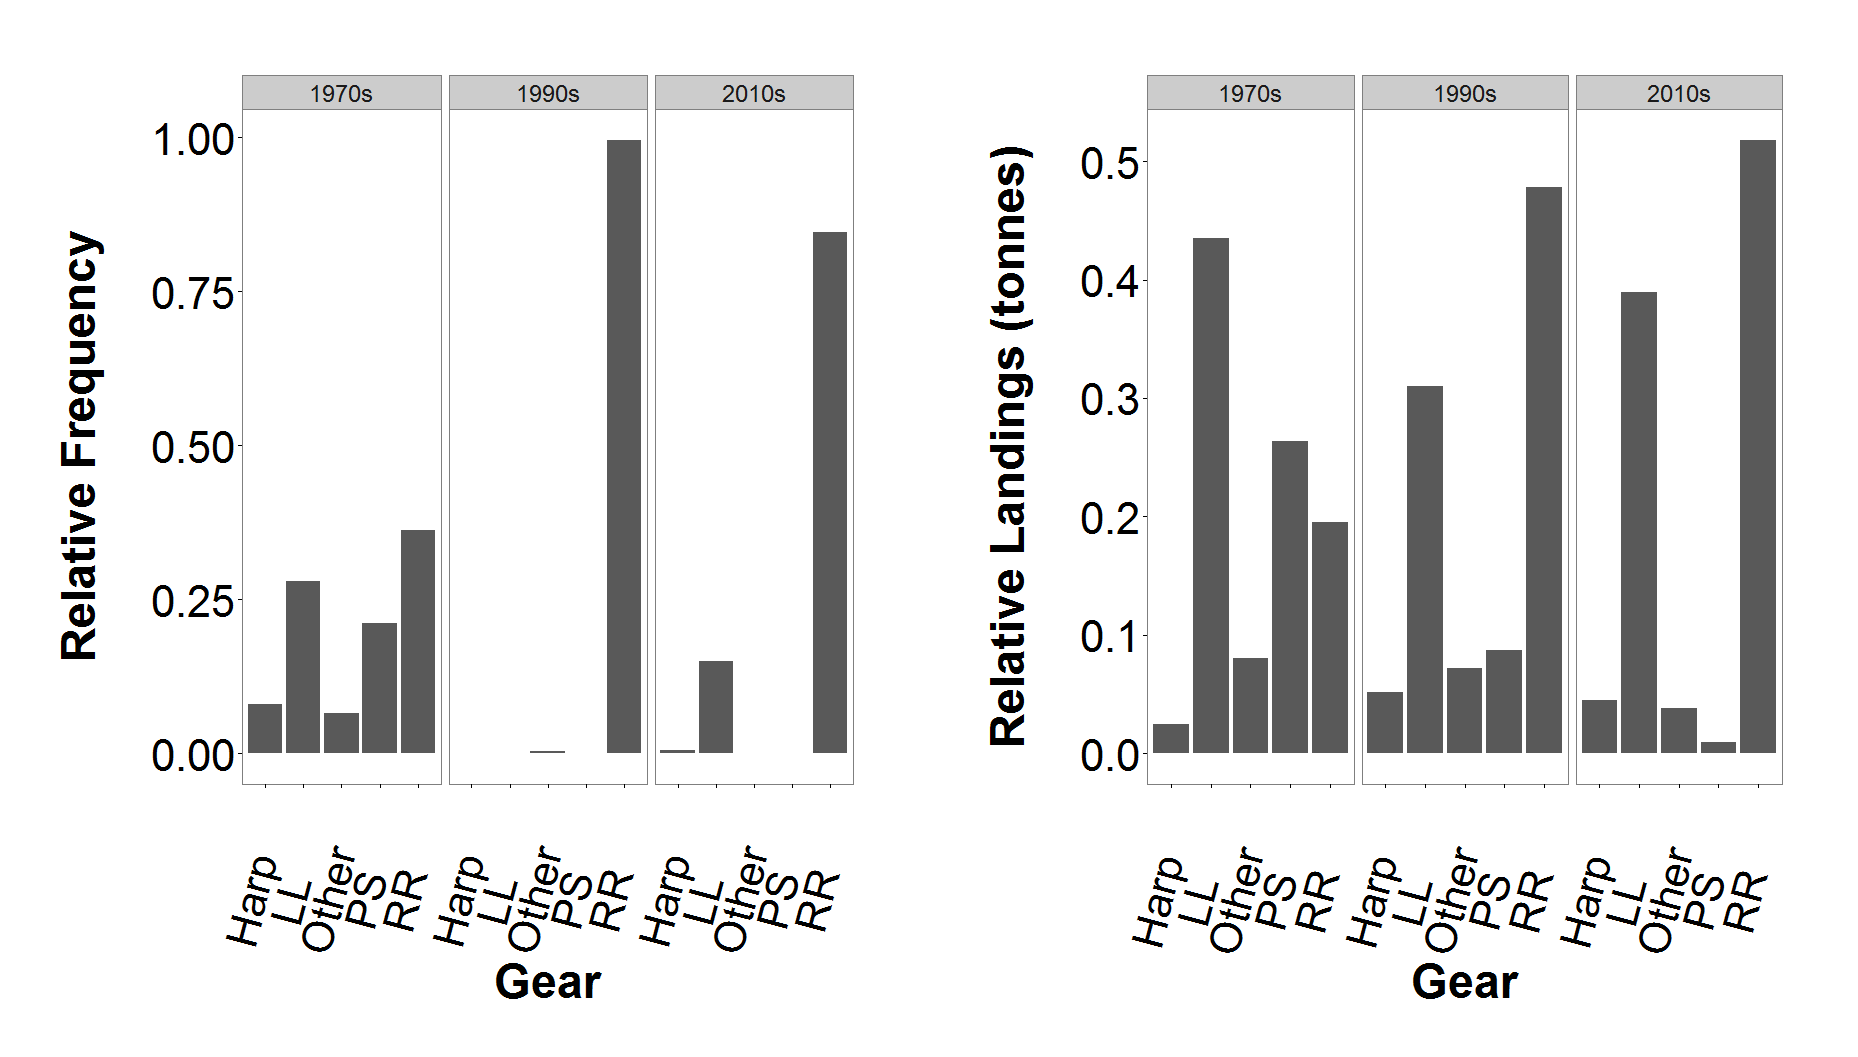 1970s 1990s 2010s
Relative Frequency
1.00
0.75
0.50
0.25
0.00
Harp LL Other PS RR Harp LL Other PS RR Harp LL Other PS RR
Gear
1970s 1990s 2010s
Relative Landings (tonnes)
0.5
0.4
0.3
0.2
0.1
0.0
Harp LL Other PS RR Harp LL Other PS RR Harp LL Other PS RR
Gear